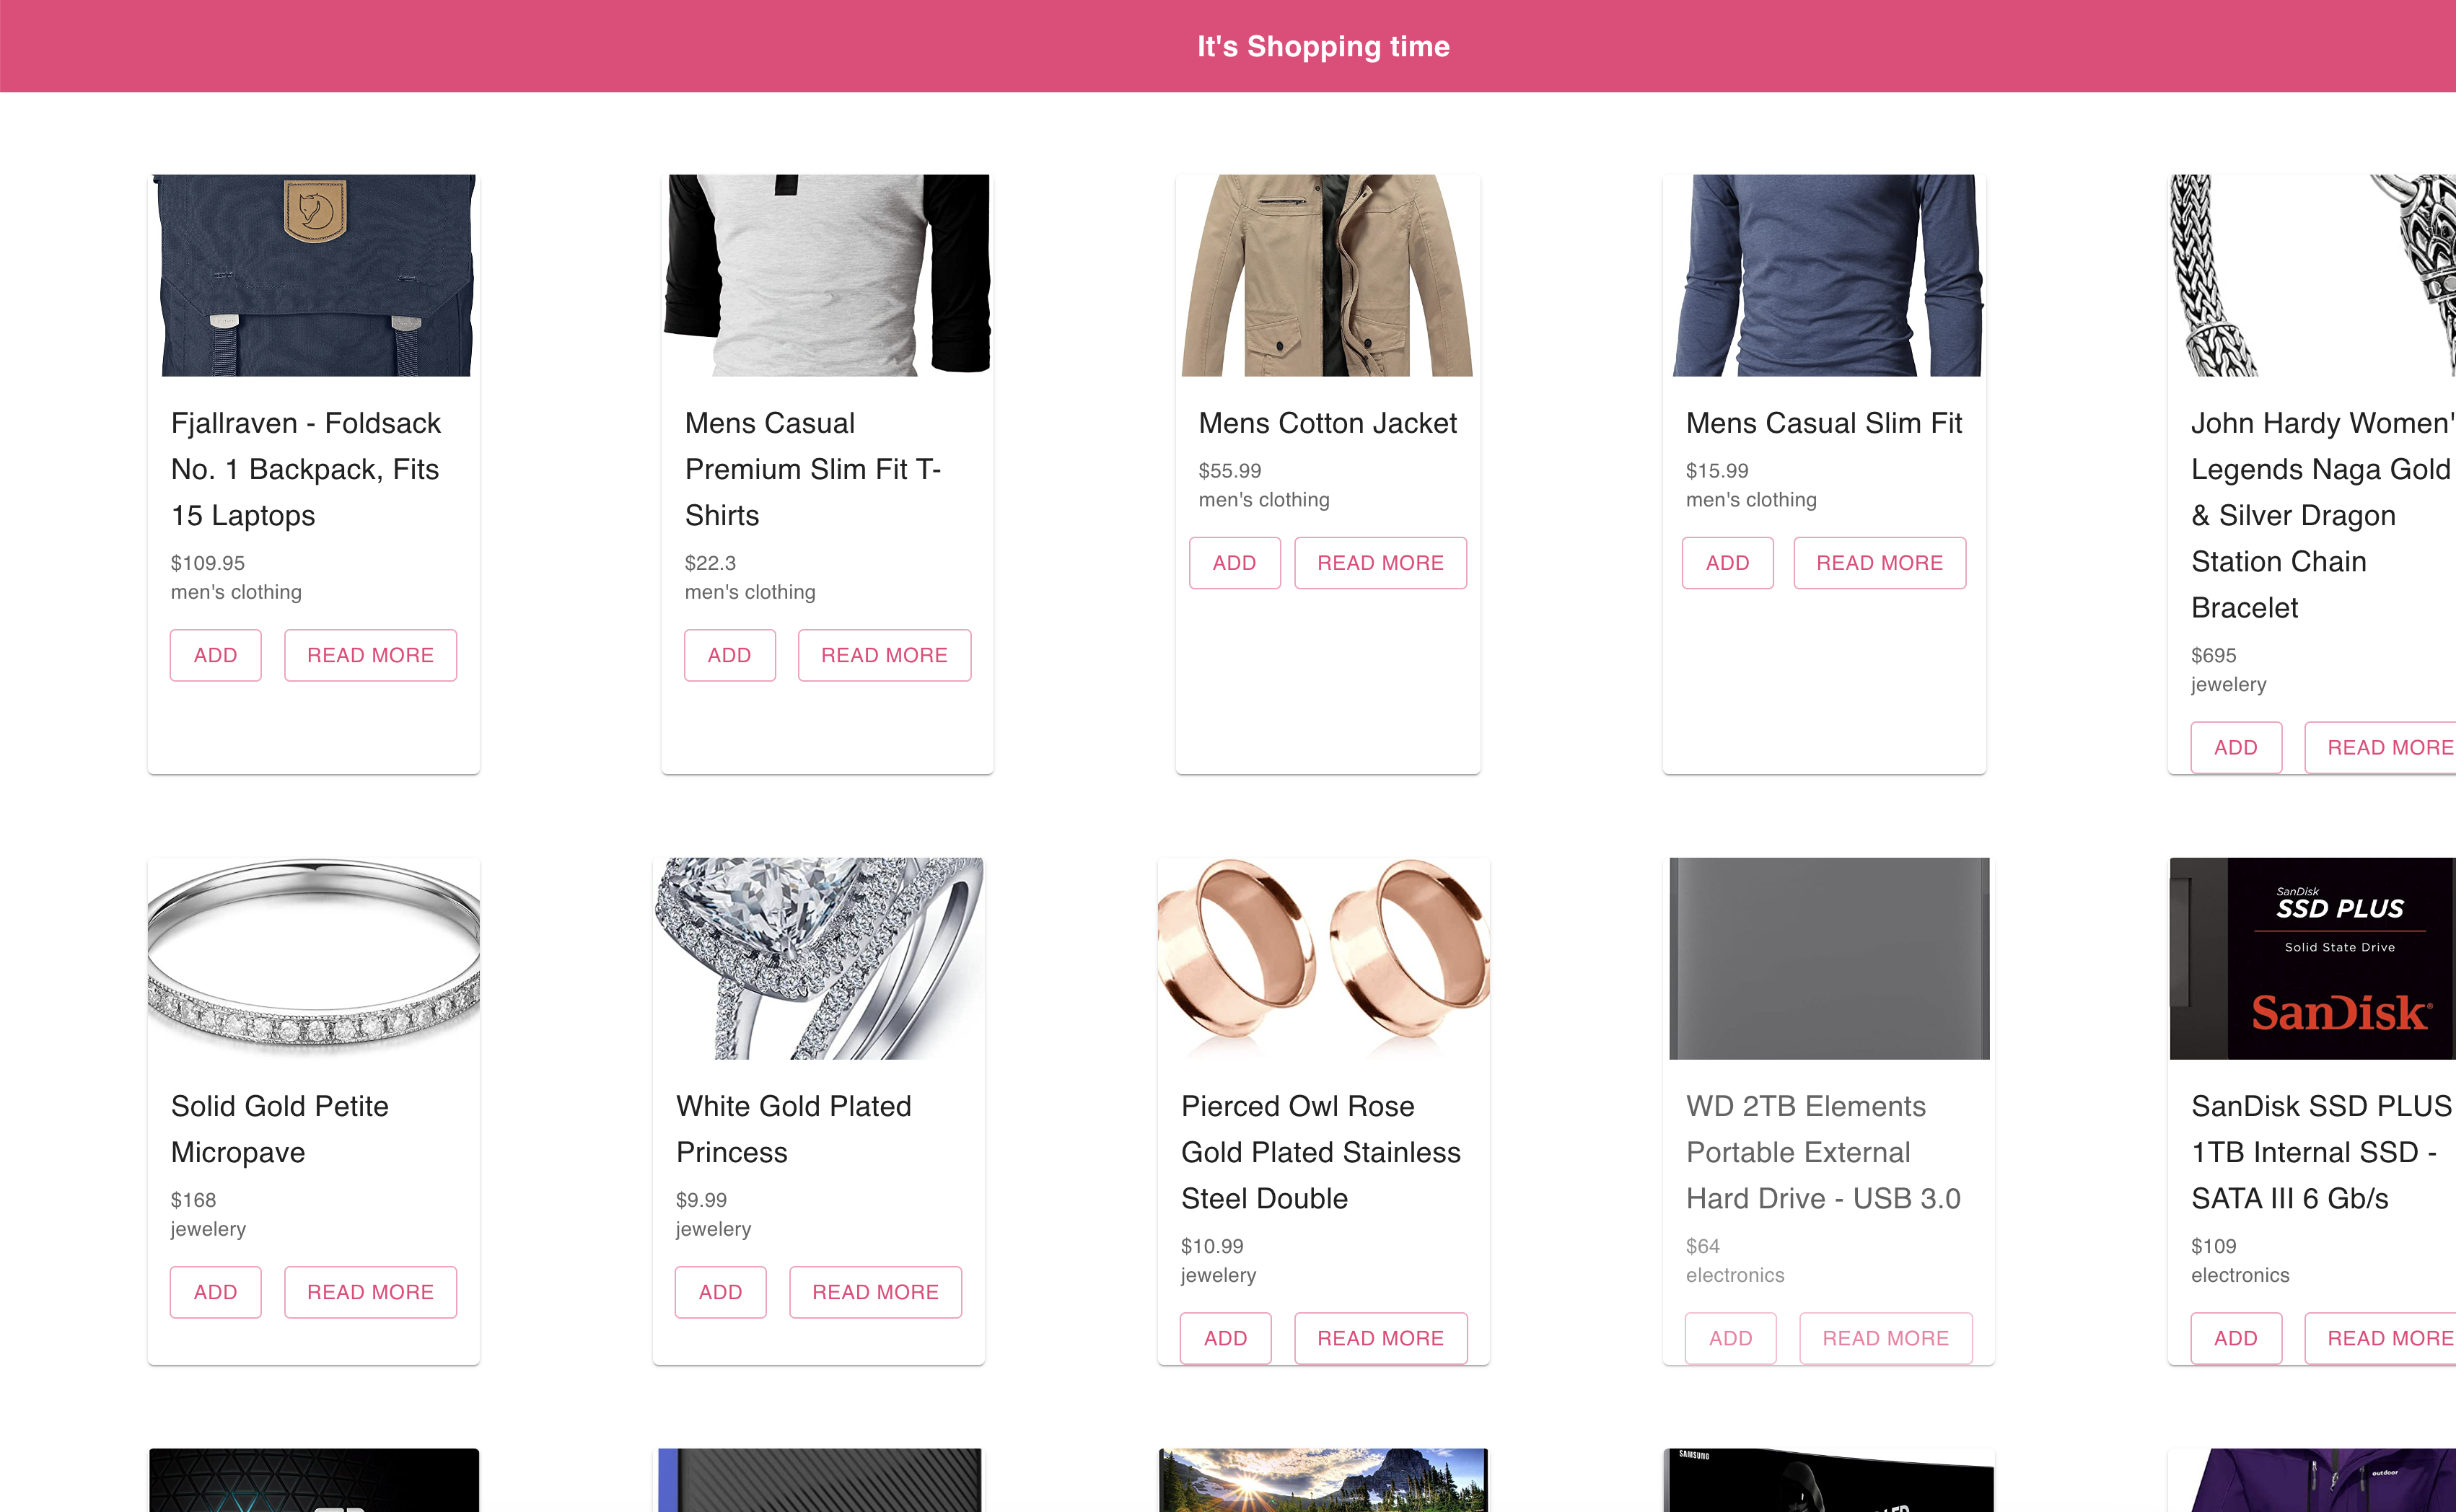 It's Shopping time
Fjallraven - Foldsack
No. 1 Backpack, Fits
15 Laptops
$109.95
men's clothing
ADD
READ MORE
Mens Casual
Premium Slim Fit T-
Shirts
$22.3
men's clothing
ADD
READ MORE
Mens Cotton Jacket
$55.99
men's clothing
ADD
READ MORE
Mens Casual Slim Fit
$15.99
men's clothing
ADD
READ MORE
John Hardy Women'
Legends Naga Gold
& Silver Dragon
Station Chain
Bracelet
$695
jewelery
ADD
READ MORE
Solid Gold Petite
Micropave
$168
jewelery
ADD
READ MORE
White Gold Plated
Princess
$9.99
jewelery
ADD
READ MORE
Pierced Owl Rose
Gold Plated Stainless
Steel Double
$10.99
jewelery
ADD
READ MORE
WD 2TB Elements
Portable External
Hard Drive - USB 3.0
$64
electronics
ADD
READ MORE
SanDisk
SSD PLUS
Solid State Drive
SanDisk®
SanDisk SSD PLUS
1TB Internal SSD -
SATA III 6 Gb/s
$109
electronics
ADD
READ MORE
SAMSUNG
outdoor